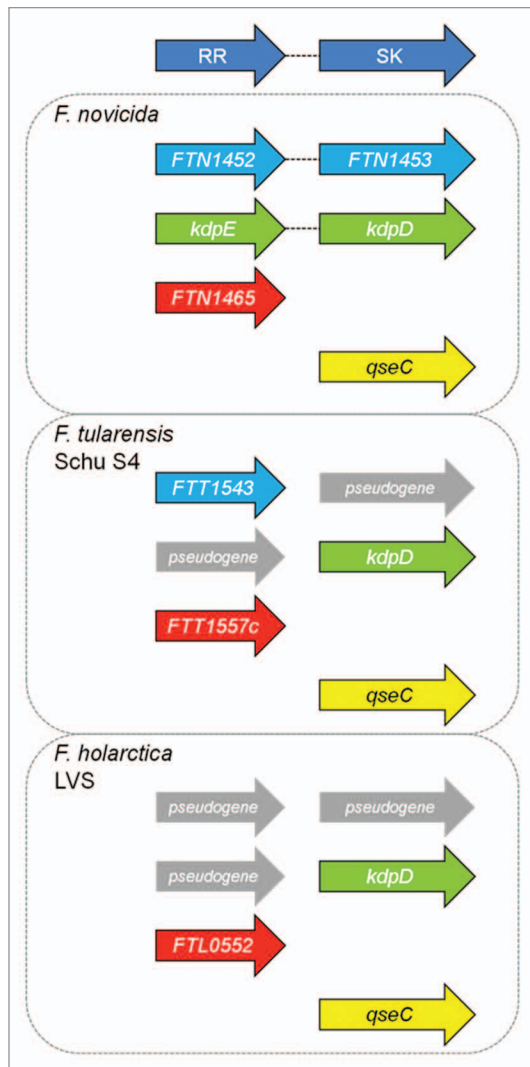 RR SK
F. novicida
FTN1452 FTN1453
kdpE kdpD
FTN1465
qseC
F. tularensis
Schu S4
FTT1543 pseudogene
pseudogene kdpD
FTT1557c
qseC
F. holarctica
LVS
pseudogene pseudogene
pseudogene kdpD
FTL0552
qseC